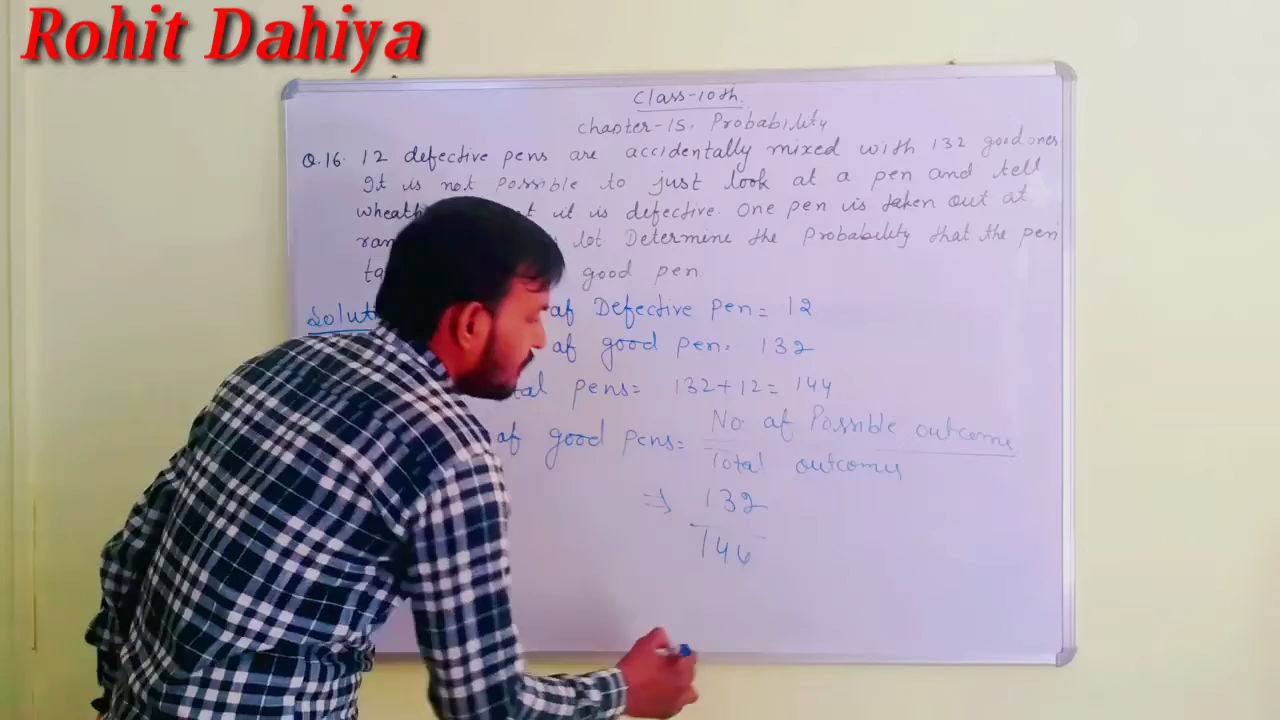 Rohit Dahiya
Class-10th.
Chapter-15, Probability
Q.16. 12 defective pens are accidentally mixed with 132 good ones
It is not possible to just look at a pen and tell
it is defective. One pen is taken out at
lot Determine the Probability that the pen
good pen.
of Defective Pen = 12
of good pen = 132
pens = 132+12 = 144
of good pens = No of Possible outcome
Total outcomes
⇒ 132
144